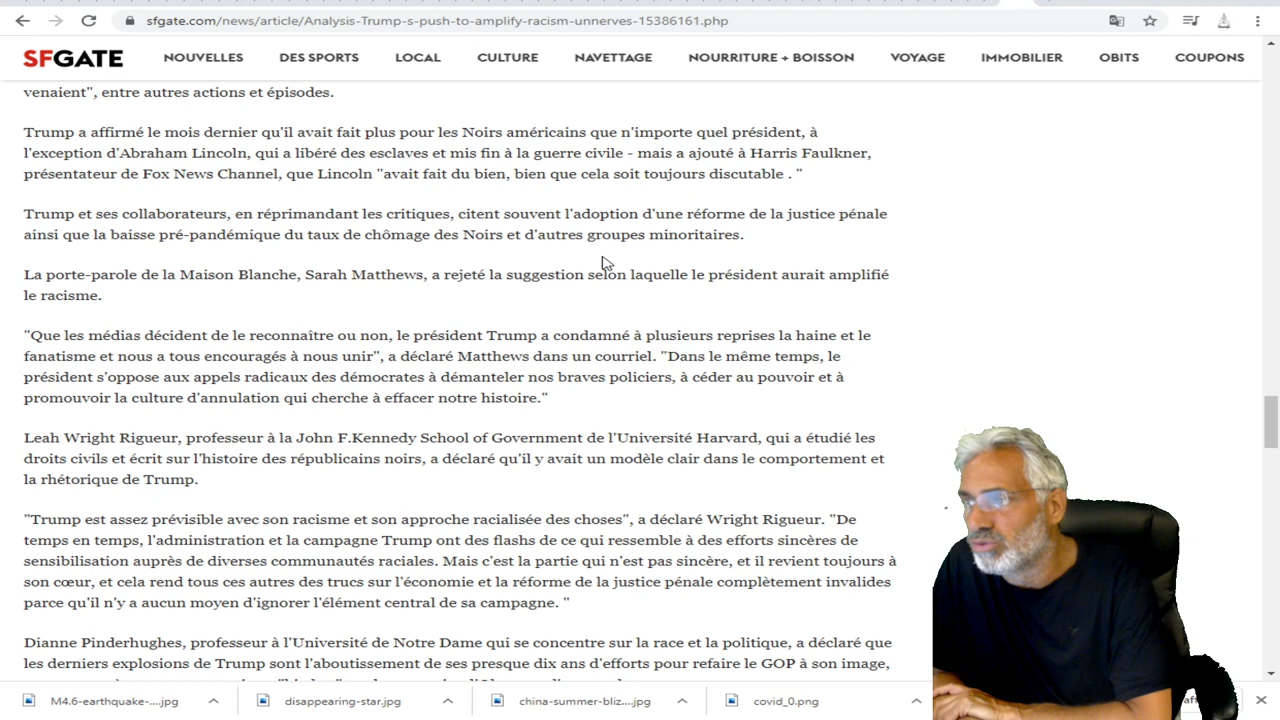 sfgate.com/news/article/Analysis-Trump-s-push-to-amplify-racism-unnerves-15386161.php
SFGATE NOUVELLES DES SPORTS LOCAL CULTURE NAVETTAGE NOURRITURE + BOISSON VOYAGE IMMOBILIER OBITS COUPONS
venaient", entre autres actions et épisodes.
Trump a affirmé le mois dernier qu'il avait fait plus pour les Noirs américains que n'importe quel président, à
l'exception d'Abraham Lincoln, qui a libéré des esclaves et mis fin à la guerre civile - mais a ajouté à Harris Faulkner,
présentateur de Fox News Channel, que Lincoln "avait fait du bien, bien que cela soit toujours discutable . "
Trump et ses collaborateurs, en réprimandant les critiques, citent souvent l'adoption d'une réforme de la justice pénale
ainsi que la baisse pré-pandémique du taux de chômage des Noirs et d'autres groupes minoritaires.
La porte-parole de la Maison Blanche, Sarah Matthews, a rejeté la suggestion selon laquelle le président aurait amplifié
le racisme.
"Que les médias décident de le reconnaître ou non, le président Trump a condamné à plusieurs reprises la haine et le
fanatisme et nous a tous encouragés à nous unir", a déclaré Matthews dans un courriel. "Dans le même temps, le
président s'oppose aux appels radicaux des démocrates à démanteler nos braves policiers, à céder au pouvoir et à
promouvoir la culture d'annulation qui cherche à effacer notre histoire."
Leah Wright Rigueur, professeur à la John F.Kennedy School of Government de l'Université Harvard, qui a étudié les
droits civils et écrit sur l'histoire des républicains noirs, a déclaré qu'il y avait un modèle clair dans le comportement et
la rhétorique de Trump.
"Trump est assez prévisible avec son racisme et son approche racialisée des choses", a déclaré Wright Rigueur. "De
temps en temps, l'administration et la campagne Trump ont des flashs de ce qui ressemble à des efforts sincères de
sensibilisation auprès de diverses communautés raciales. Mais c'est la partie qui n'est pas sincère, et il revient toujours à
son cœur, et cela rend tous ces autres des trucs sur l'économie et la réforme de la justice pénale complètement invalides
parce qu'il n'y a aucun moyen d'ignorer l'élément central de sa campagne. "
Dianne Pinderhughes, professeur à l'Université de Notre Dame qui se concentre sur la race et la politique, a déclaré que
les derniers explosions de Trump sont l'aboutissement de ses presque dix ans d'efforts pour refaire le GOP à son image,
M4.6-earthquake-....jpg disappearing-star.jpg china-summer-bliz....jpg covid_0.png